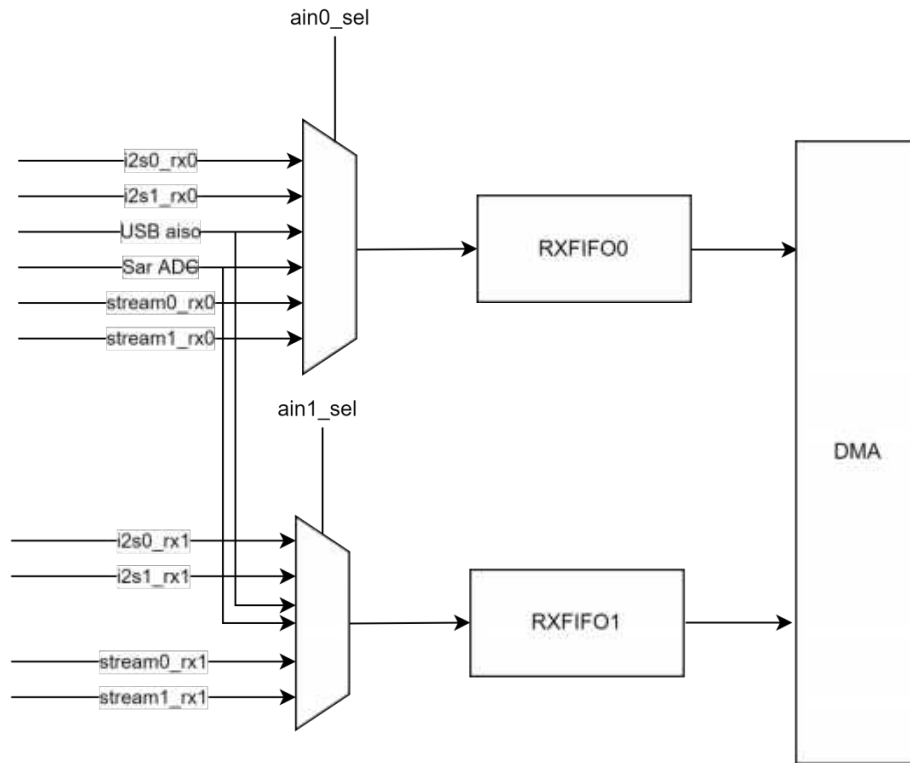 ain0_sel
i2s0_rx0
i2s1_rx0
USB aiso
Sar ADC
stream0_rx0
stream1_rx0
RXFIFO0
ain1_sel
DMA
i2s0_rx1
i2s1_rx1
RXFIFO1
stream0_rx1
stream1_rx1